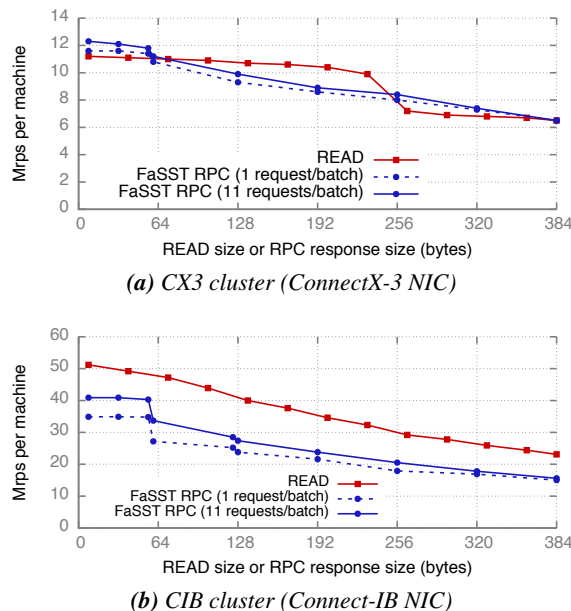 14
12
10
8
6
4
2
0
Mrps per machine
READ
FaSST RPC (1 request/batch)
FaSST RPC (11 requests/batch)
0 64 128 192 256 320 384
READ size or RPC response size (bytes)
(a) CX3 cluster (ConnectX-3 NIC)
60
50
40
30
20
10
0
Mrps per machine
READ
FaSST RPC (1 request/batch)
FaSST RPC (11 requests/batch)
0 64 128 192 256 320 384
READ size or RPC response size (bytes)
(b) CIB cluster (Connect-IB NIC)